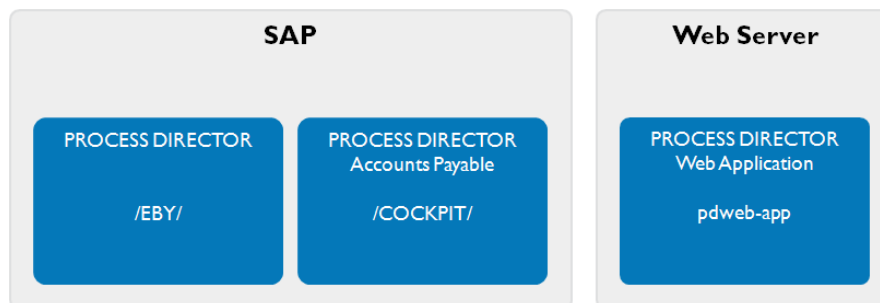 SAP
PROCESS DIRECTOR
/EBY/
PROCESS DIRECTOR
Accounts Payable
/COCKPIT/
Web Server
PROCESS DIRECTOR
Web Application
pdweb-app